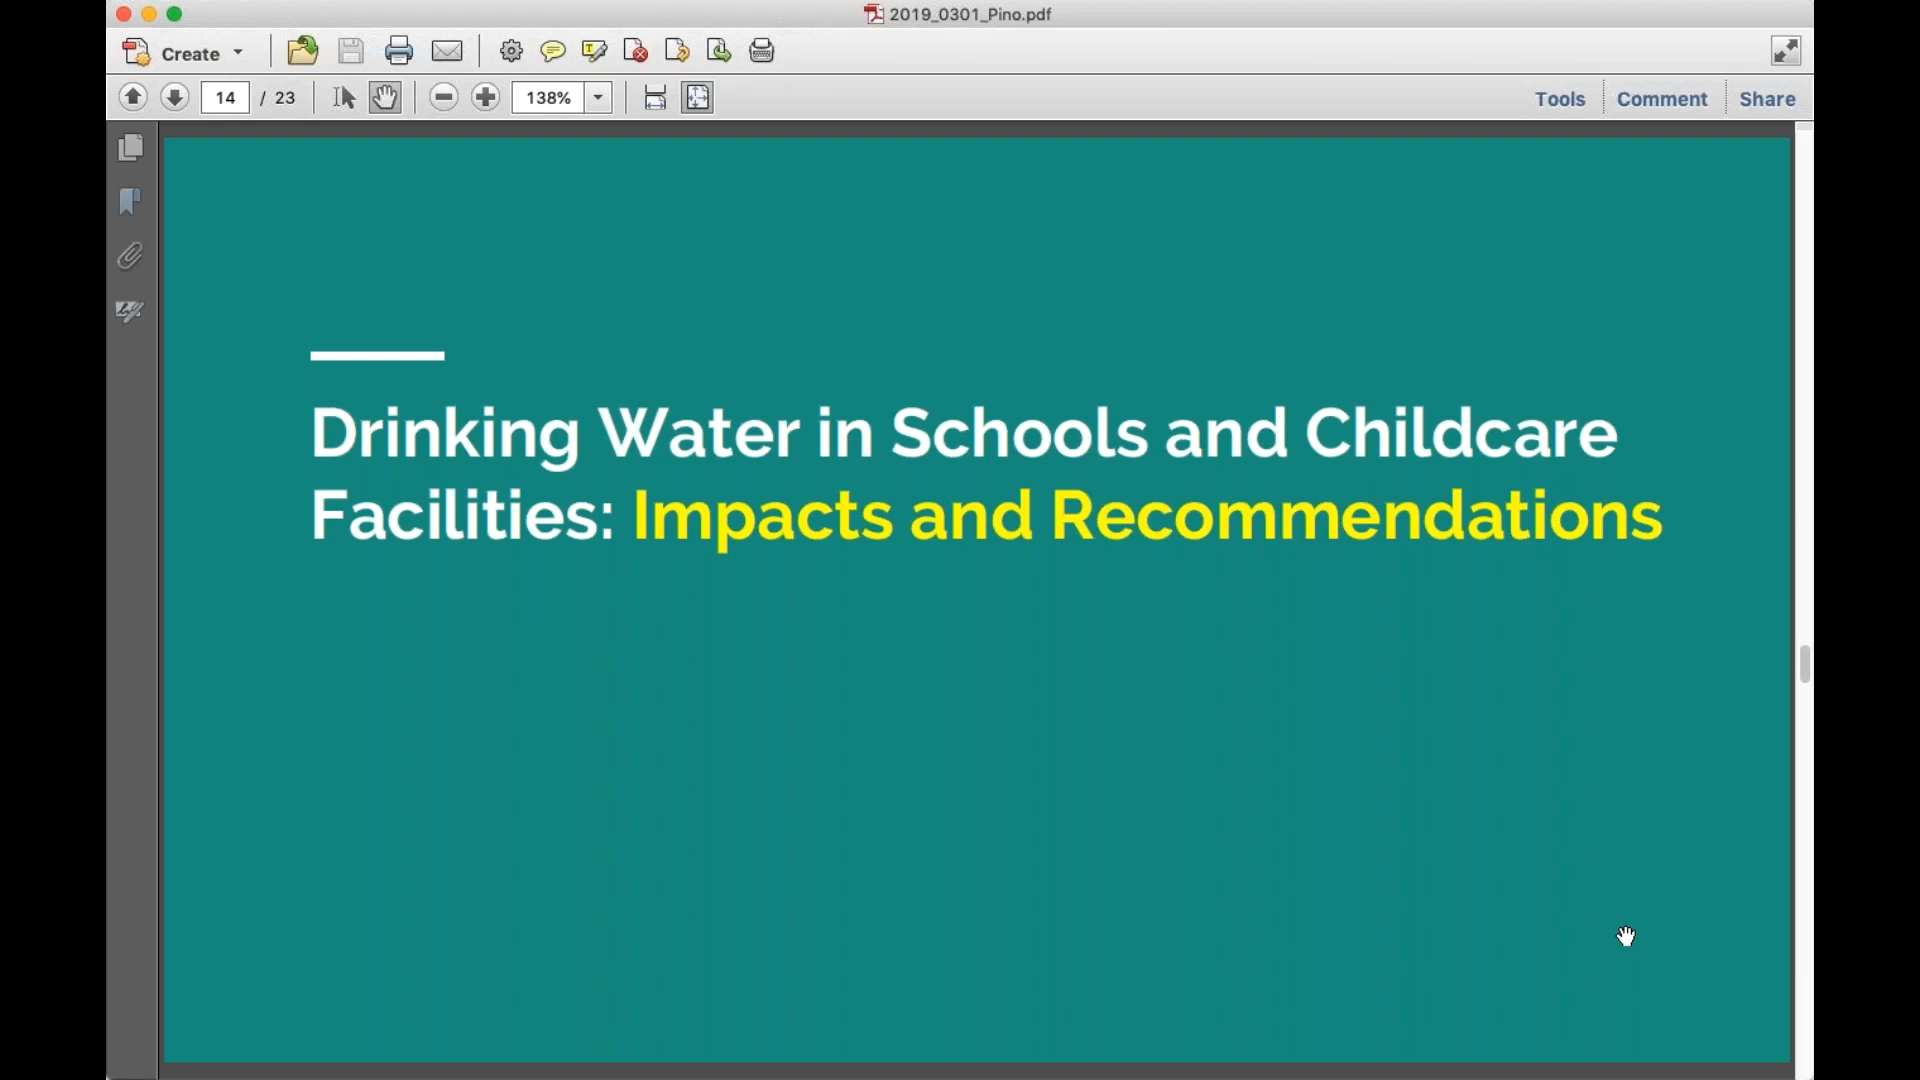 2019_0301_Pino.pdf
Create
14 / 23
138%
Tools Comment Share
Drinking Water in Schools and Childcare
Facilities: Impacts and Recommendations